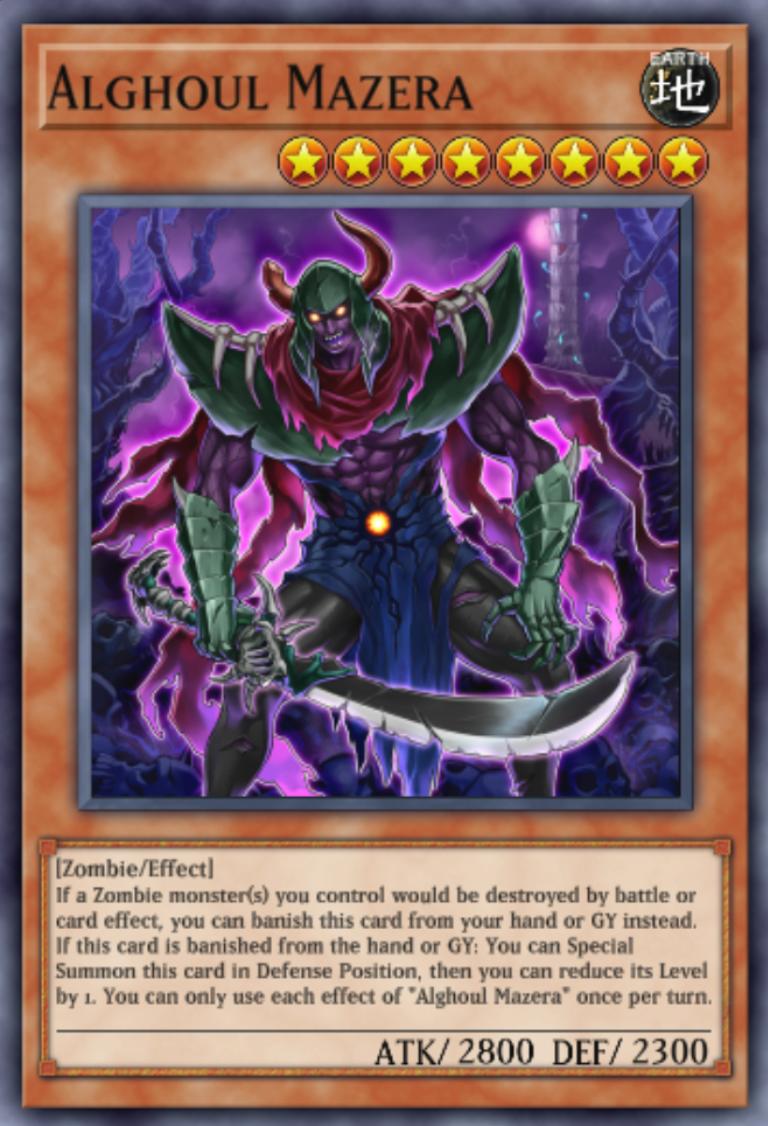 ALGHOUL MAZERA
EARTH
地
[Zombie/Effect]
If a Zombie monster(s) you control would be destroyed by battle or
card effect, you can banish this card from your hand or GY instead.
If this card is banished from the hand or GY: You can Special
Summon this card in Defense Position, then you can reduce its Level
by 1. You can only use each effect of "Alghoul Mazera" once per turn.
ATK/ 2800 DEF/ 2300